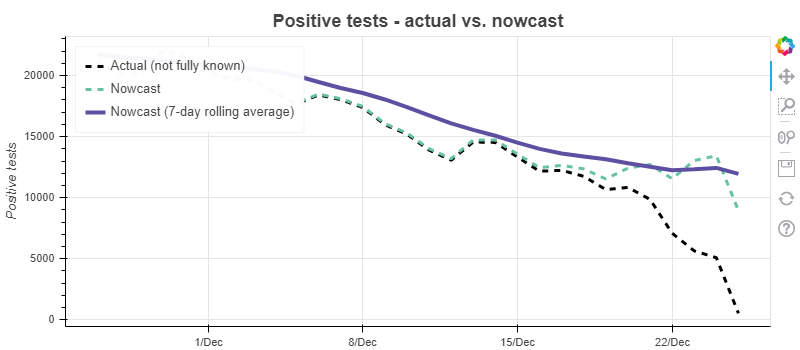 Positive tests - actual vs. nowcast
Actual (not fully known)
Nowcast
Nowcast (7-day rolling average)
Positive tests
20000
15000
10000
5000
0
1/Dec
8/Dec
15/Dec
22/Dec